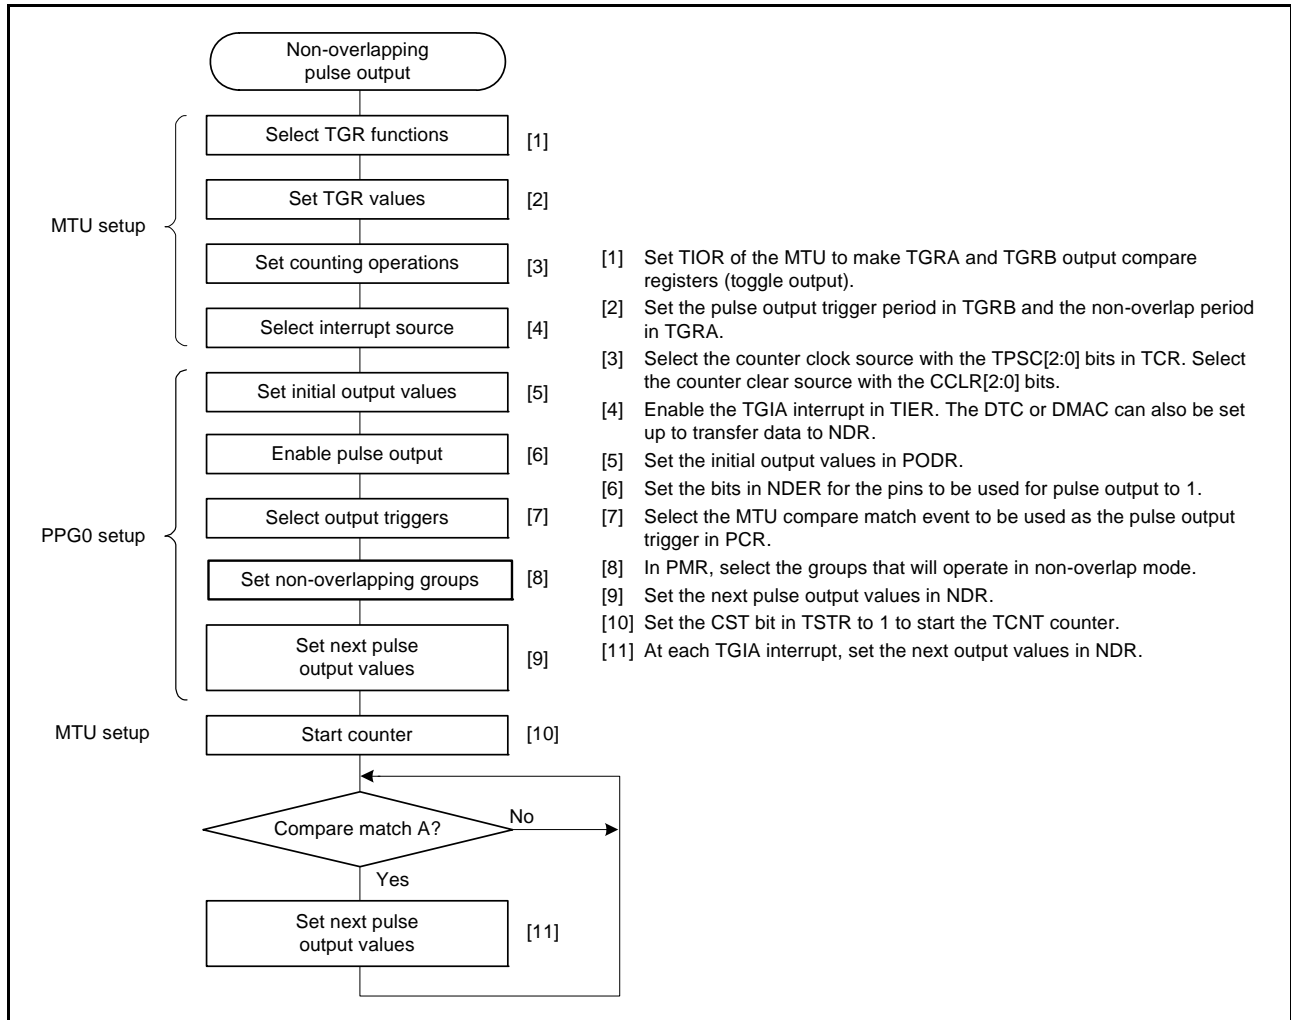 Non-overlapping
pulse output
Select TGR functions
[1]
Set TGR values
[2]
MTU setup
Set counting operations
[3]
Select interrupt source
[4]
Set initial output values
[5]
Enable pulse output
[6]
Select output triggers
[7]
PPG0 setup
Set non-overlapping groups
[8]
Set next pulse
output values
[9]
MTU setup
Start counter
[10]
Compare match A?
No
Yes
Set next pulse
output values
[11]
[1] Set TIOR of the MTU to make TGRA and TGRB output compare
registers (toggle output).
[2] Set the pulse output trigger period in TGRB and the non-overlap period
in TGRA.
[3] Select the counter clock source with the TPSC[2:0] bits in TCR. Select
the counter clear source with the CCLR[2:0] bits.
[4] Enable the TGIA interrupt in TIER. The DTC or DMAC can also be set
up to transfer data to NDR.
[5] Set the initial output values in PODR.
[6] Set the bits in NDER for the pins to be used for pulse output to 1.
[7] Select the MTU compare match event to be used as the pulse output
trigger in PCR.
[8] In PMR, select the groups that will operate in non-overlap mode.
[9] Set the next pulse output values in NDR.
[10] Set the CST bit in TSTR to 1 to start the TCNT counter.
[11] At each TGIA interrupt, set the next output values in NDR.